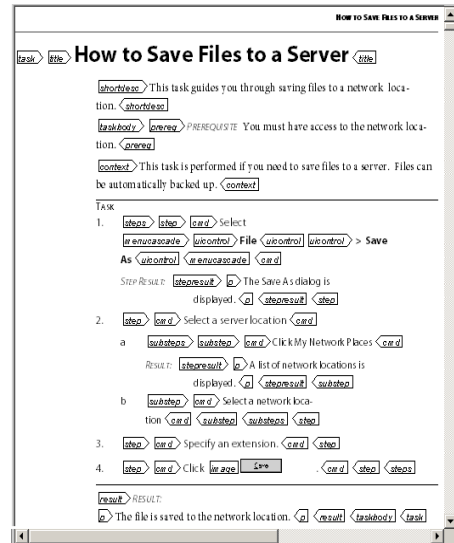 HOW TO SAVE FILES TO A SERVER
task title How to Save Files to a Server title
shortdesc This task guides you through saving files to a network loca-
tion. shortdesc
taskbody prereq PREREQUISITE You must have access to the network loca-
tion. prereq
context This task is performed if you need to save files to a server. Files can
be automatically backed up. context
TASK
1. steps step cmd Select
menucascade uicontrol File uicontrol uicontrol > Save
As uicontrol menucascade cmd
STEP RESULT: stepresult p The Save As dialog is
displayed. p stepresult step
2. step cmd Select a server location cmd
a substeps substep cmd Click My Network Places cmd
RESULT: stepresult p A list of network locations is
displayed. p stepresult substep
b substep cmd Select a network loca-
tion cmd substep substeps step
3. step cmd Specify an extension. cmd step
4. step cmd Click image Save . cmd step steps
result RESULT:
p The file is saved to the network location. p result taskbody task